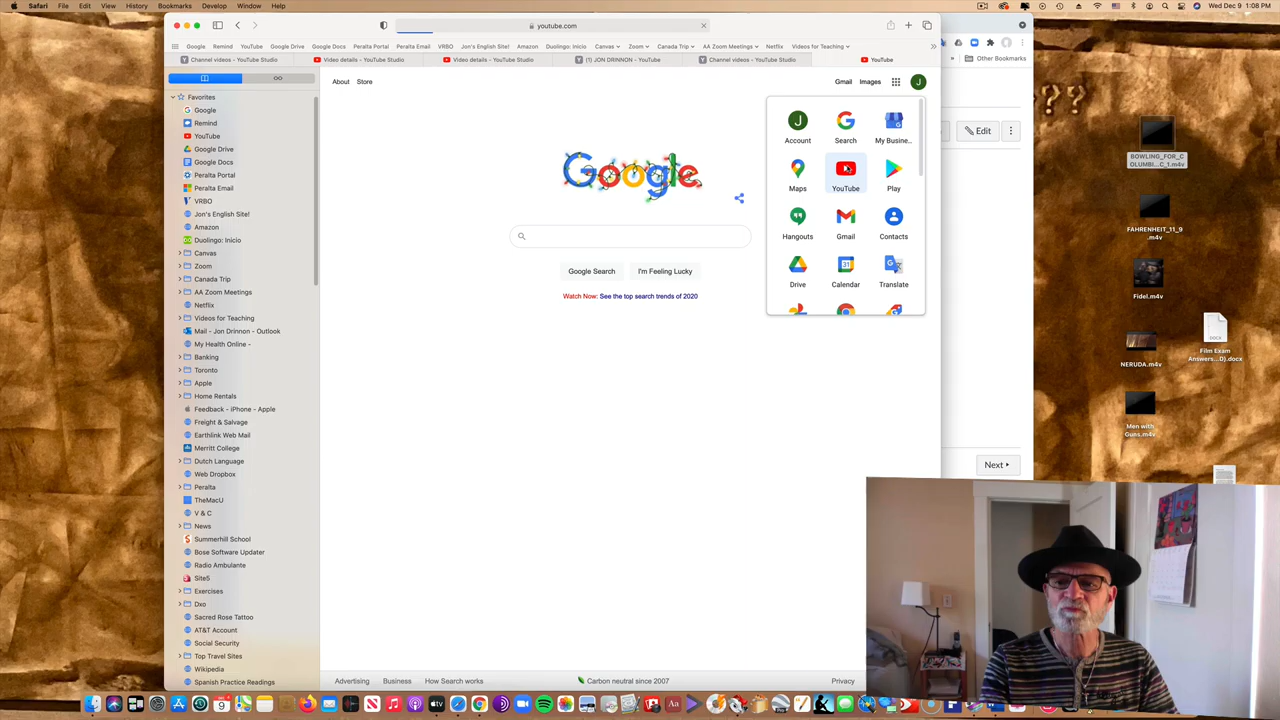 Safari File Edit View History Bookmarks Develop Window Help Wed Dec 9 1:08 PM
youtube.com
Google Remind YouTube Google Drive Google Docs Peralta Portal Peralta Email VRBO Jon's English Site! Amazon Duolingo: Inicio Canvas Zoom Canada Trip AA Zoom Meetings Netflix Videos for Teaching
Channel videos - YouTube Studio Video details - YouTube Studio Video details - YouTube Studio (1) JON DRINNON - YouTube Channel videos - YouTube Studio YouTube
Other Bookmarks
About Store
Gmail Images J
Favorites
Google
Remind
YouTube
Google Drive
Google Docs
Peralta Portal
Peralta Email
VRBO
Jon's English Site!
Amazon
Duolingo: Inicio
Canvas
Zoom
Canada Trip
AA Zoom Meetings
Netflix
Videos for Teaching
Mail - Jon Drinnon - Outlook
My Health Online -
Banking
Toronto
Apple
Home Rentals
Feedback - iPhone - Apple
Freight & Salvage
Earthlink Web Mail
Merritt College
Dutch Language
Web Dropbox
Peralta
TheMacU
V & C
News
Summerhill School
Bose Software Updater
Radio Ambulante
Site5
Exercises
Dxo
Sacred Rose Tattoo
AT&T Account
Social Security
Top Travel Sites
Wikipedia
Spanish Practice Readings
Google
Google Search I'm Feeling Lucky
Watch Now: See the top search trends of 2020
J
Account Search My Busine...
Maps YouTube Play
Hangouts Gmail Contacts
31
Drive Calendar Translate
Advertising Business How Search works Carbon neutral since 2007 Privacy
??
Edit
Next
BOWLING_FOR_C
OLUMBI...C_1.m4v
FAHRENHEIT_11_9
.m4v
Fidel.m4v
NERUDA.m4v
Film Exam
Answers...D).docx
DOCX
Men with
Guns.m4v